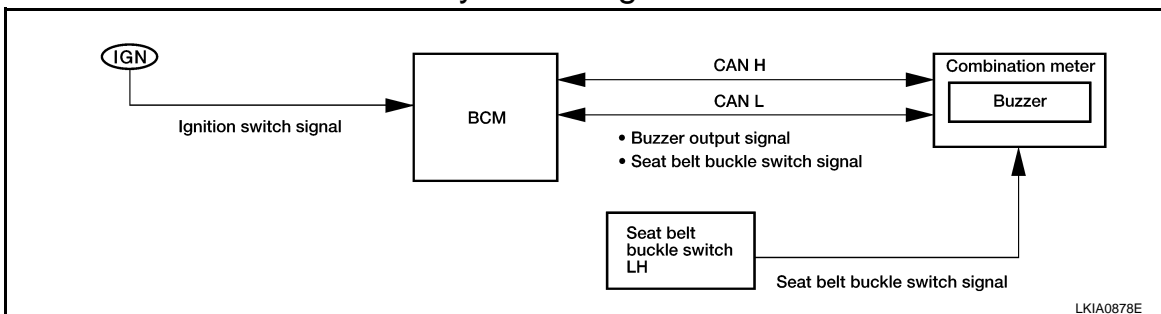 IGN
Ignition switch signal
BCM
CAN H
CAN L
• Buzzer output signal
• Seat belt buckle switch signal
Combination meter
Buzzer
Seat belt
buckle switch
LH
Seat belt buckle switch signal
LKIA0878E